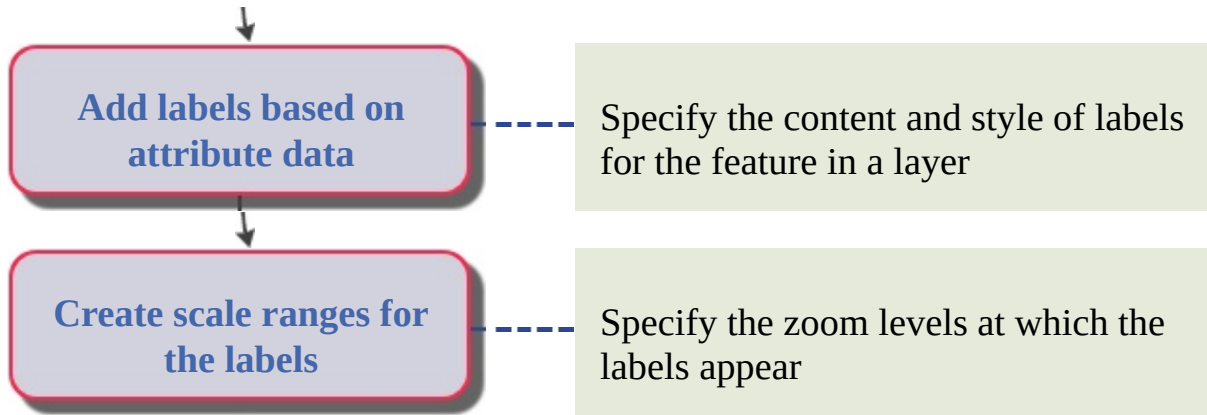 Add labels based on
attribute data
Specify the content and style of labels
for the feature in a layer
Create scale ranges for
the labels
Specify the zoom levels at which the
labels appear